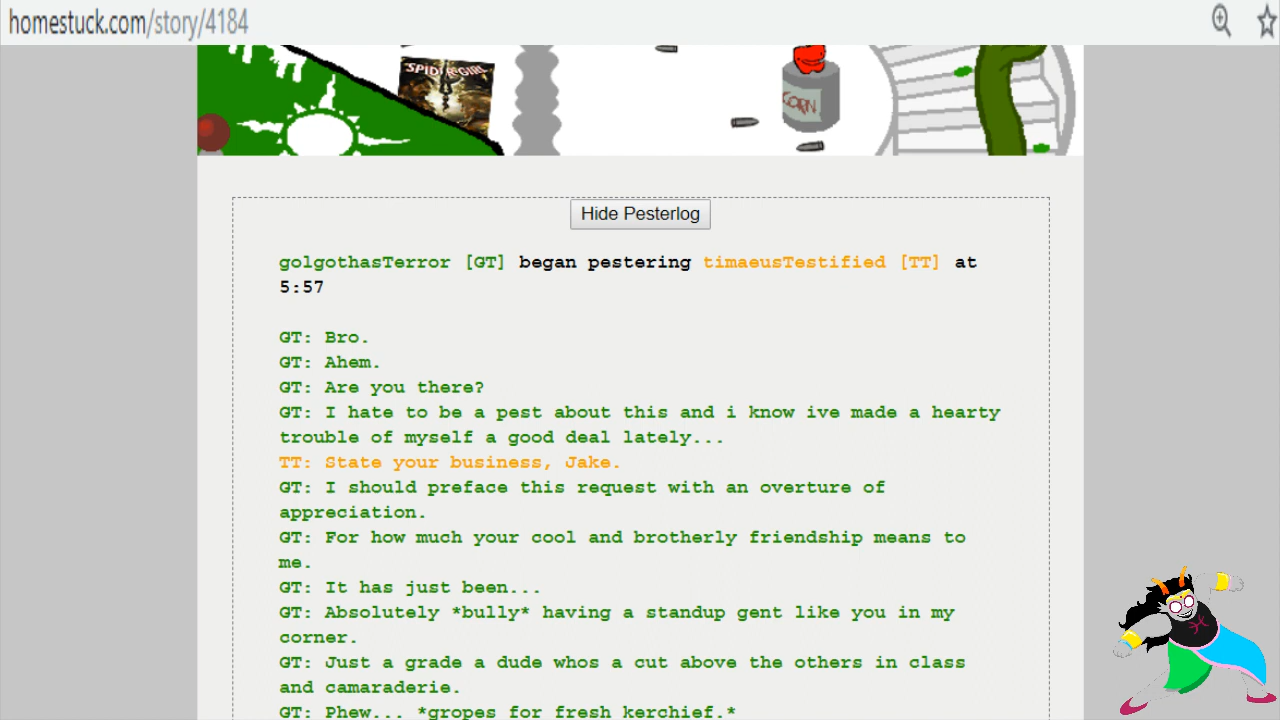 homestuck.com/story/4184
SPIDERGIRL
CORN
Hide Pesterlog
golgothasTerror [GT] began pestering timaeusTestified [TT] at
5:57
GT: Bro.
GT: Ahem.
GT: Are you there?
GT: I hate to be a pest about this and i know ive made a hearty
trouble of myself a good deal lately...
TT: State your business, Jake.
GT: I should preface this request with an overture of
appreciation.
GT: For how much your cool and brotherly friendship means to
me.
GT: It has just been...
GT: Absolutely *bully* having a standup gent like you in my
corner.
GT: Just a grade a dude whos a cut above the others in class
and camaraderie.
GT: Phew... *gropes for fresh kerchief.*